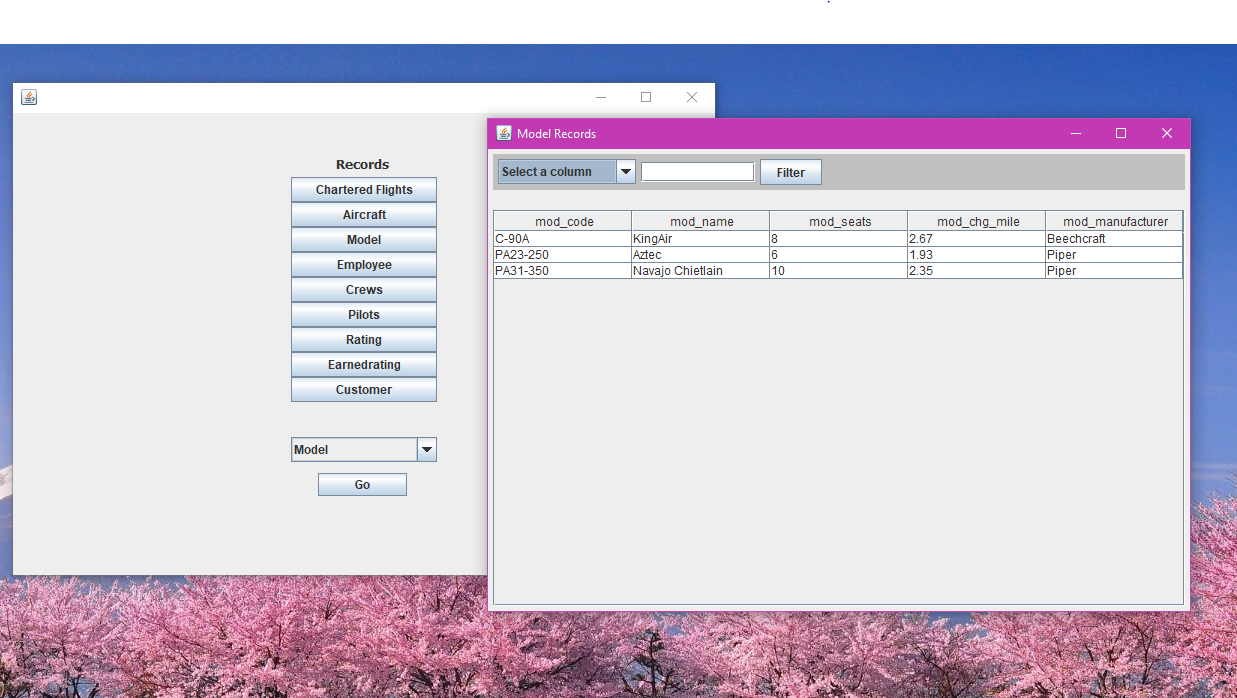 Records
Chartered Flights
Aircraft
Model
Employee
Crews
Pilots
Rating
Earnedrating
Customer
Model
Go
Model Records
Select a column Filter
mod_code mod_name mod_seats mod_chg_mile mod_manufacturer
C-90A KingAir 8 2.67 Beechcraft
PA23-250 Aztec 6 1.93 Piper
PA31-350 Navajo Chietlain 10 2.35 Piper